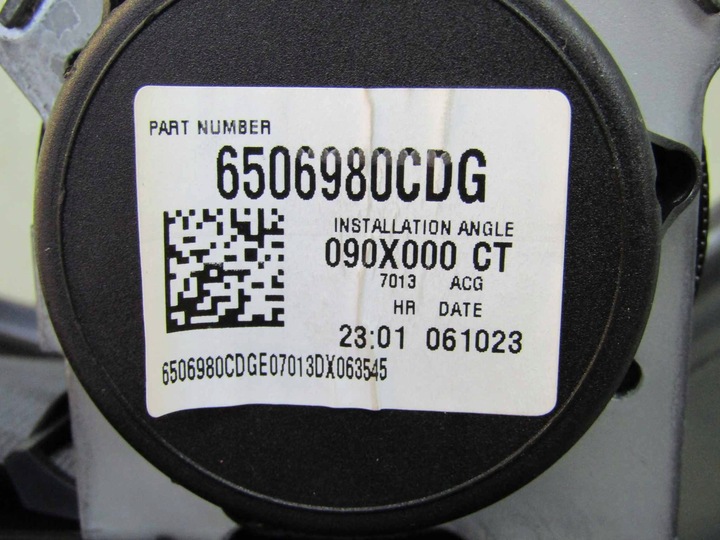 PART NUMBER
6506980CDG
INSTALLATION ANGLE
090X000 CT
7013 ACG
HR DATE
23:01 061023
6506980CDGE07013DX063545